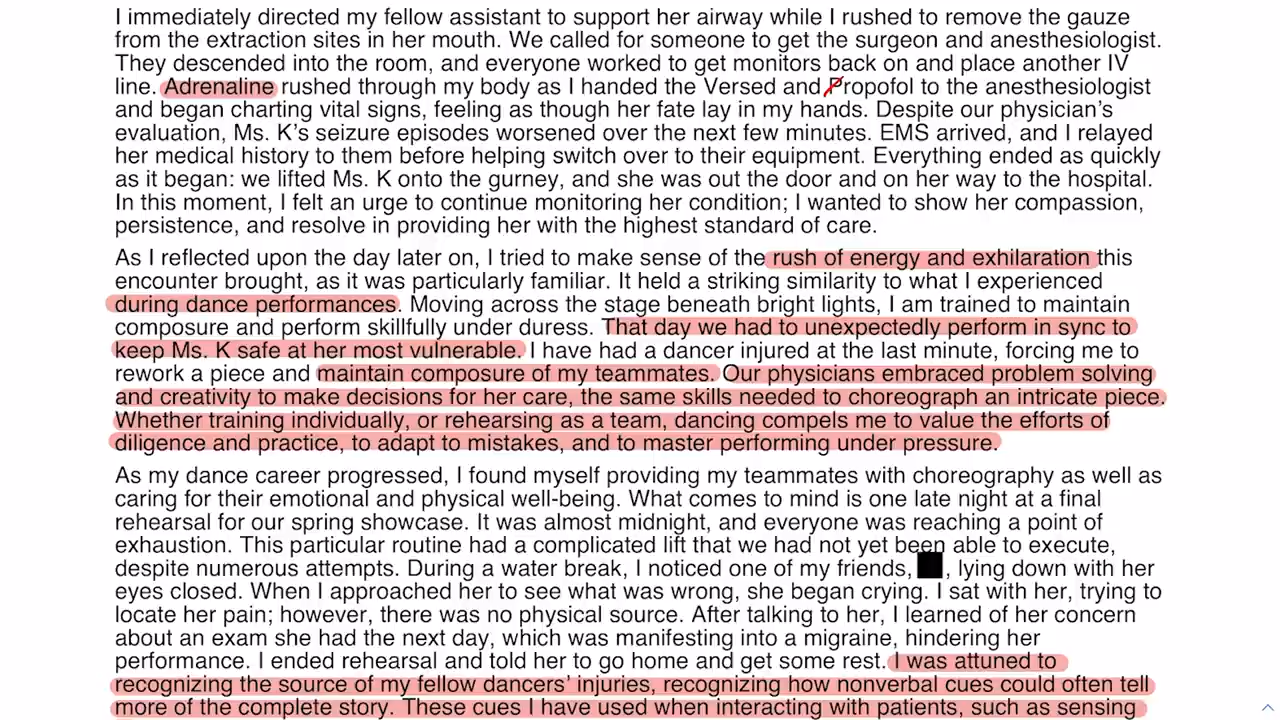 I immediately directed my fellow assistant to support her airway while I rushed to remove the gauze
from the extraction sites in her mouth. We called for someone to get the surgeon and anesthesiologist.
They descended into the room, and everyone worked to get monitors back on and place another IV
line. Adrenaline rushed through my body as I handed the Versed and Propofol to the anesthesiologist
and began charting vital signs, feeling as though her fate lay in my hands. Despite our physician's
evaluation, Ms. K's seizure episodes worsened over the next few minutes. EMS arrived, and I relayed
her medical history to them before helping switch over to their equipment. Everything ended as quickly
as it began: we lifted Ms. K onto the gurney, and she was out the door and on her way to the hospital.
In this moment, I felt an urge to continue monitoring her condition; I wanted to show her compassion,
persistence, and resolve in providing her with the highest standard of care.
As I reflected upon the day later on, I tried to make sense of the rush of energy and exhilaration this
encounter brought, as it was particularly familiar. It held a striking similarity to what I experienced
during dance performances. Moving across the stage beneath bright lights, I am trained to maintain
composure and perform skillfully under duress. That day we had to unexpectedly perform in sync to
keep Ms. K safe at her most vulnerable. I have had a dancer injured at the last minute, forcing me to
rework a piece and maintain composure of my teammates. Our physicians embraced problem solving
and creativity to make decisions for her care, the same skills needed to choreograph an intricate piece.
Whether training individually, or rehearsing as a team, dancing compels me to value the efforts of
diligence and practice, to adapt to mistakes, and to master performing under pressure.
As my dance career progressed, I found myself providing my teammates with choreography as well as
caring for their emotional and physical well-being. What comes to mind is one late night at a final
rehearsal for our spring showcase. It was almost midnight, and everyone was reaching a point of
exhaustion. This particular routine had a complicated lift that we had not yet been able to execute,
despite numerous attempts. During a water break, I noticed one of my friends, , lying down with her
eyes closed. When I approached her to see what was wrong, she began crying. I sat with her, trying to
locate her pain; however, there was no physical source. After talking to her, I learned of her concern
about an exam she had the next day, which was manifesting into a migraine, hindering her
performance. I ended rehearsal and told her to go home and get some rest. I was attuned to
recognizing the source of my fellow dancers' injuries, recognizing how nonverbal cues could often tell
more of the complete story. These cues I have used when interacting with patients, such as sensing